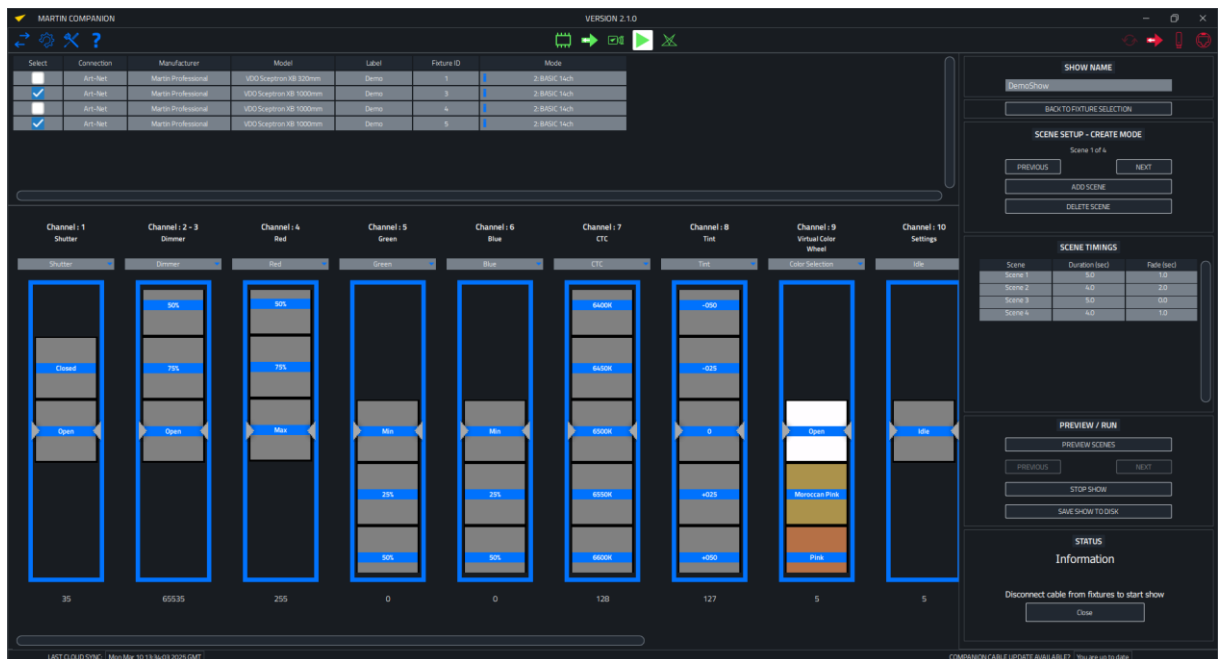 MARTIN COMPANION
VERSION 2.1.0
Select Connection Manufacturer Model Label Fixture ID Mode
Art-Net Martin Professional VDO Sceptron XB 320mm Demo 1 2: BASIC 14ch
Art-Net Martin Professional VDO Sceptron XB 1000mm Demo 3 2: BASIC 14ch
Art-Net Martin Professional VDO Sceptron XB 1000mm Demo 4 2: BASIC 14ch
Art-Net Martin Professional VDO Sceptron XB 1000mm Demo 5 2: BASIC 14ch
Channel : 1
Shutter
Shutter
Closed
Open
35
Channel : 2 - 3
Dimmer
Dimmer
50%
75%
Open
65535
Channel : 4
Red
Red
50%
75%
Max
255
Channel : 5
Green
Green
Min
25%
50%
0
Channel : 6
Blue
Blue
Min
25%
50%
0
Channel : 7
CTC
CTC
6400K
6450K
6500K
6550K
6600K
128
Channel : 8
Tint
Tint
-050
-025
0
+025
+050
127
Channel : 9
Virtual Color
Wheel
Color Selection
Open
Moroccan Pink
Pink
5
Channel : 10
Settings
Idle
Idle
5
SHOW NAME
DemoShow
BACK TO FIXTURE SELECTION
SCENE SETUP - CREATE MODE
Scene 1 of 4
PREVIOUS NEXT
ADD SCENE
DELETE SCENE
SCENE TIMINGS
Scene Duration (sec) Fade (sec)
Scene 1 5.0 1.0
Scene 2 4.0 2.0
Scene 3 5.0 0.0
Scene 4 4.0 1.0
PREVIEW / RUN
PREVIEW SCENES
PREVIOUS NEXT
STOP SHOW
SAVE SHOW TO DISK
STATUS
Information
Disconnect cable from fixtures to start show
Close
LAST CLOUD SYNC: Mon Mar 10 13:34:03 2025 GMT
COMPANION CABLE UPDATE AVAILABLE? You are up to date